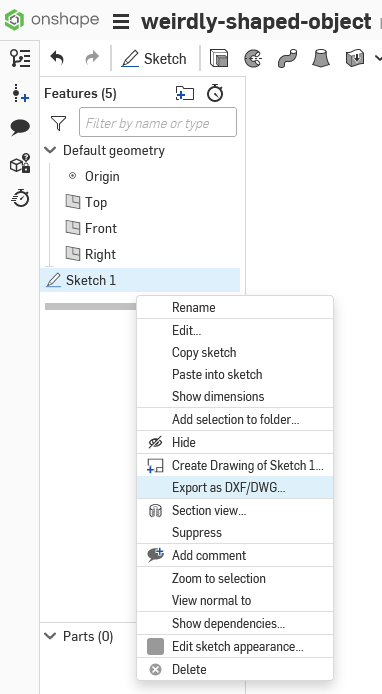 onshape weirdly-shaped-object
Sketch
Features (5)
Filter by name or type
Default geometry
Origin
Top
Front
Right
Sketch 1
Rename
Edit...
Copy sketch
Paste into sketch
Show dimensions
Add selection to folder...
Hide
Create Drawing of Sketch 1...
Export as DXF/DWG...
Section view...
Suppress
Add comment
Zoom to selection
View normal to
Show dependencies...
Parts (0)
Edit sketch appearance...
Delete